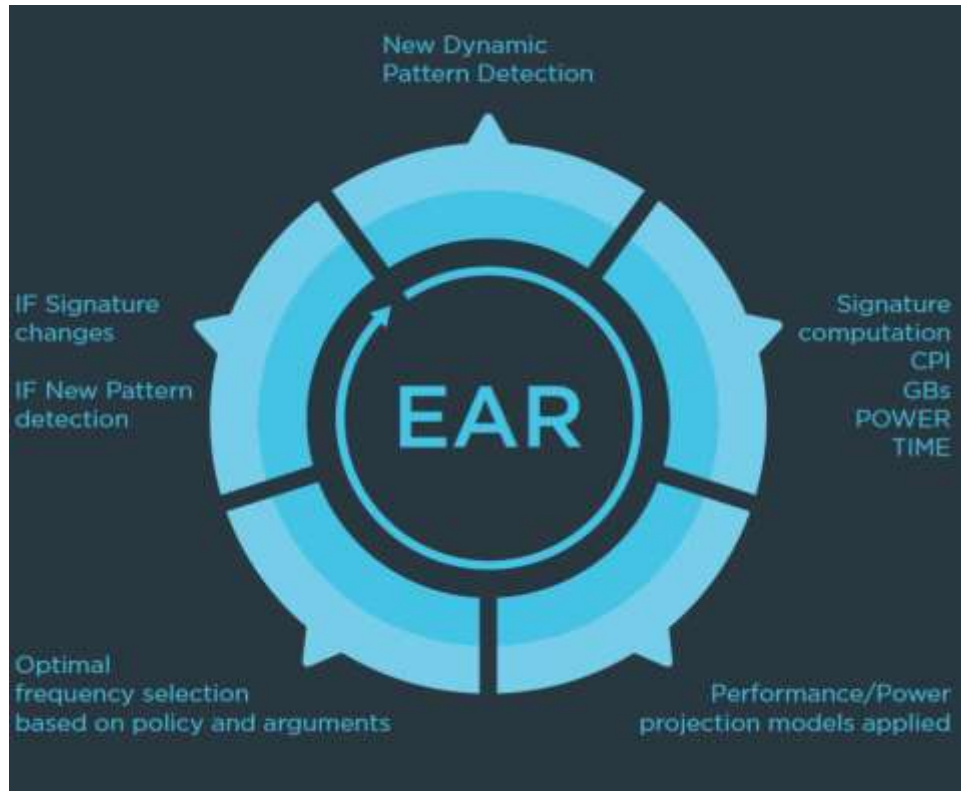 New Dynamic
Pattern Detection
IF Signature
changes
IF New Pattern
detection
EAR
Signature
computation
CPI
GBs
POWER
TIME
Optimal
frequency selection
based on policy and arguments
Performance/Power
projection models applied